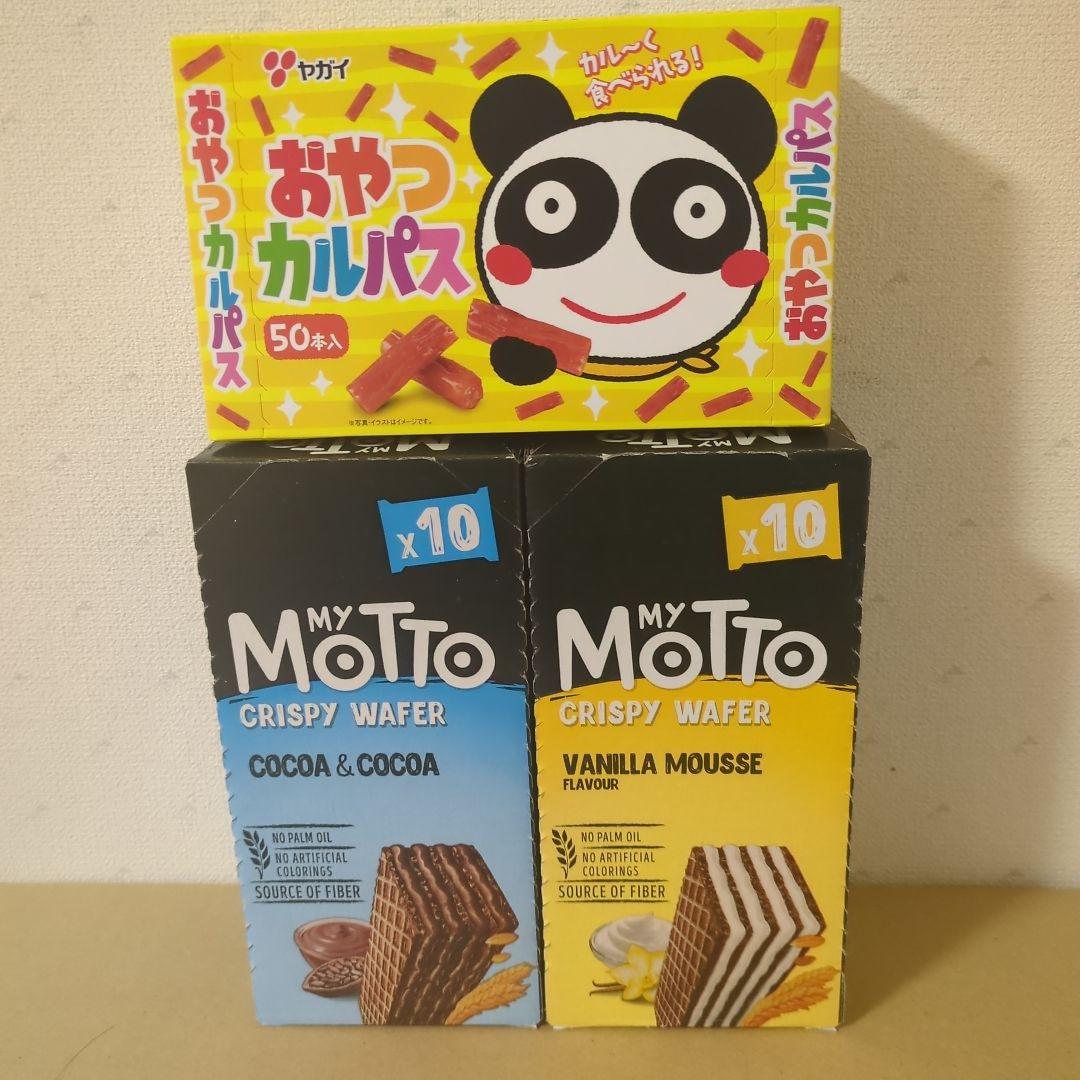 ヤガイ
カル〜く
食べられる!
おやつカルパス
おやつ
カルパス
おやつカルパス
50本入
※写真・イラストはイメージです。
MY MOTTO
MY MOTTO
x10
MY MOTTO
CRISPY WAFER
COCOA & COCOA
NO PALM OIL
NO ARTIFICIAL
COLORINGS
SOURCE OF FIBER
x10
MY MOTTO
CRISPY WAFER
VANILLA MOUSSE
FLAVOUR
NO PALM OIL
NO ARTIFICIAL
COLORINGS
SOURCE OF FIBER